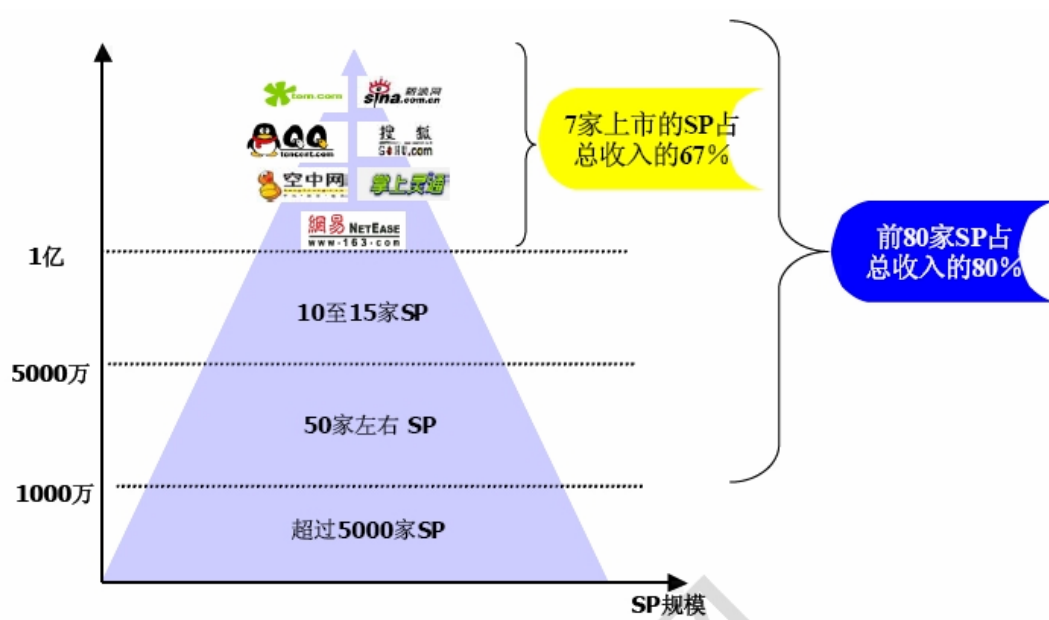 tom.com
sina 新浪网
.com.cn
QQ
tencent.com
搜 狐
SOHU.com
空中网
掌上灵通
網易 NETEASE
www.163.com
7家上市的SP占
总收入的67%
前80家SP占
总收入的80%
1亿
10至15家SP
5000万
50家左右 SP
1000万
超过5000家SP
SP规模